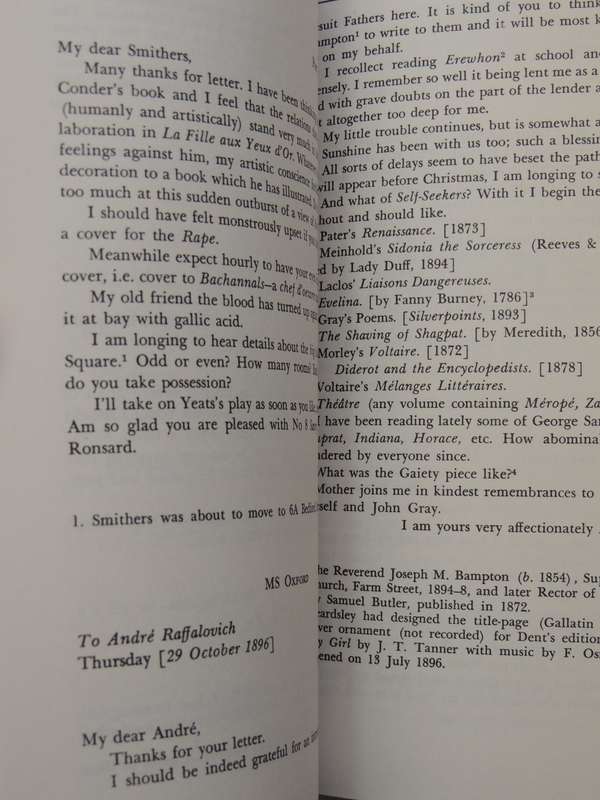 My dear Smithers,
Many thanks for letter. I have been
Conder's book and I feel that the relations
(humanly and artistically) stand very much
laboration in La Fille aux Yeux d'Or.
feelings against him, my artistic conscience
decoration to a book which he has illustrated.
too much at this sudden outburst of a view of
I should have felt monstrously upset if you
a cover for the Rape.
Meanwhile expect hourly to have your
cover, i.e. cover to Bachannals—a chef d'oeuvre
My old friend the blood has turned up again
it at bay with gallic acid.
I am longing to hear details about the
Square.¹ Odd or even? How many rooms?
do you take possession?
I'll take on Yeats's play as soon as you like.
Am so glad you are pleased with No 8
Ronsard.
1. Smithers was about to move to 6A Bedford
MS OXFORD
To André Raffalovich
Thursday [29 October 1896]
My dear André,
Thanks for your letter.
I should be indeed grateful for an
suit Fathers here. It is kind of you to think
mpton¹ to write to them and it will be most k
on my behalf.
I recollect reading Erewhon² at school and
ensely. I remember so well it being lent me as a
d with grave doubts on the part of the lender a
t altogether too deep for me.
My little trouble continues, but is somewhat a
Sunshine has been with us too; such a blessin
All sorts of delays seem to have beset the path
will appear before Christmas, I am longing to s
And what of Self-Seekers? With it I begin the
hout and should like.
Pater's Renaissance. [1873]
Meinhold's Sidonia the Sorceress (Reeves &
d by Lady Duff, 1894]
Laclos' Liaisons Dangereuses.
Evelina. [by Fanny Burney, 1786]³
Gray's Poems. [Silverpoints, 1893]
The Shaving of Shagpat. [by Meredith, 1856
Morley's Voltaire. [1872]
Diderot and the Encyclopedists. [1878]
Voltaire's Mélanges Littéraires.
Théâtre (any volume containing Méropé, Za
I have been reading lately some of George San
uprat, Indiana, Horace, etc. How abomina
ndered by everyone since.
What was the Gaiety piece like?⁴
Mother joins me in kindest remembrances to
rself and John Gray.
I am yours very affectionately
he Reverend Joseph M. Bampton (b. 1854), Sup
hurch, Farm Street, 1894–8, and later Rector of
y Samuel Butler, published in 1872.
eardsley had designed the title-page (Gallatin
ver ornament (not recorded) for Dent's edition
y Girl by J. T. Tanner with music by F. Os
ened on 13 July 1896.